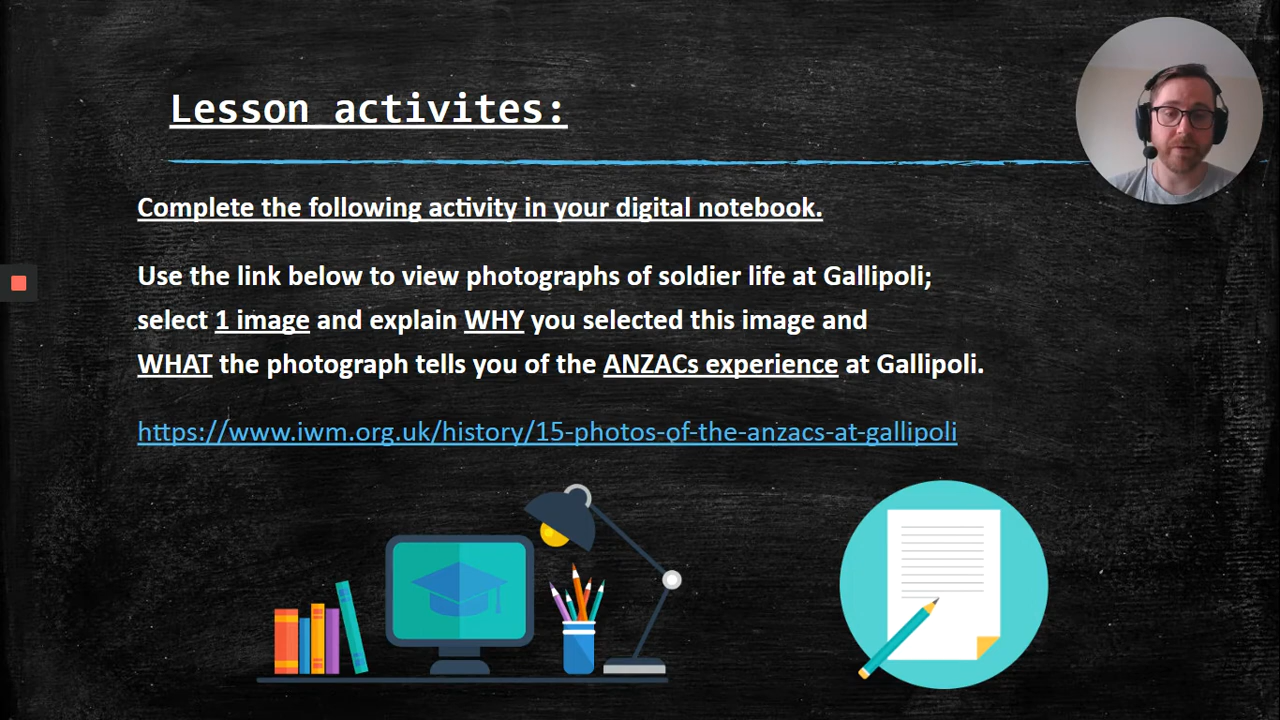 Lesson activites:
Complete the following activity in your digital notebook.
Use the link below to view photographs of soldier life at Gallipoli;
select 1 image and explain WHY you selected this image and
WHAT the photograph tells you of the ANZACs experience at Gallipoli.
https://www.iwm.org.uk/history/15-photos-of-the-anzacs-at-gallipoli